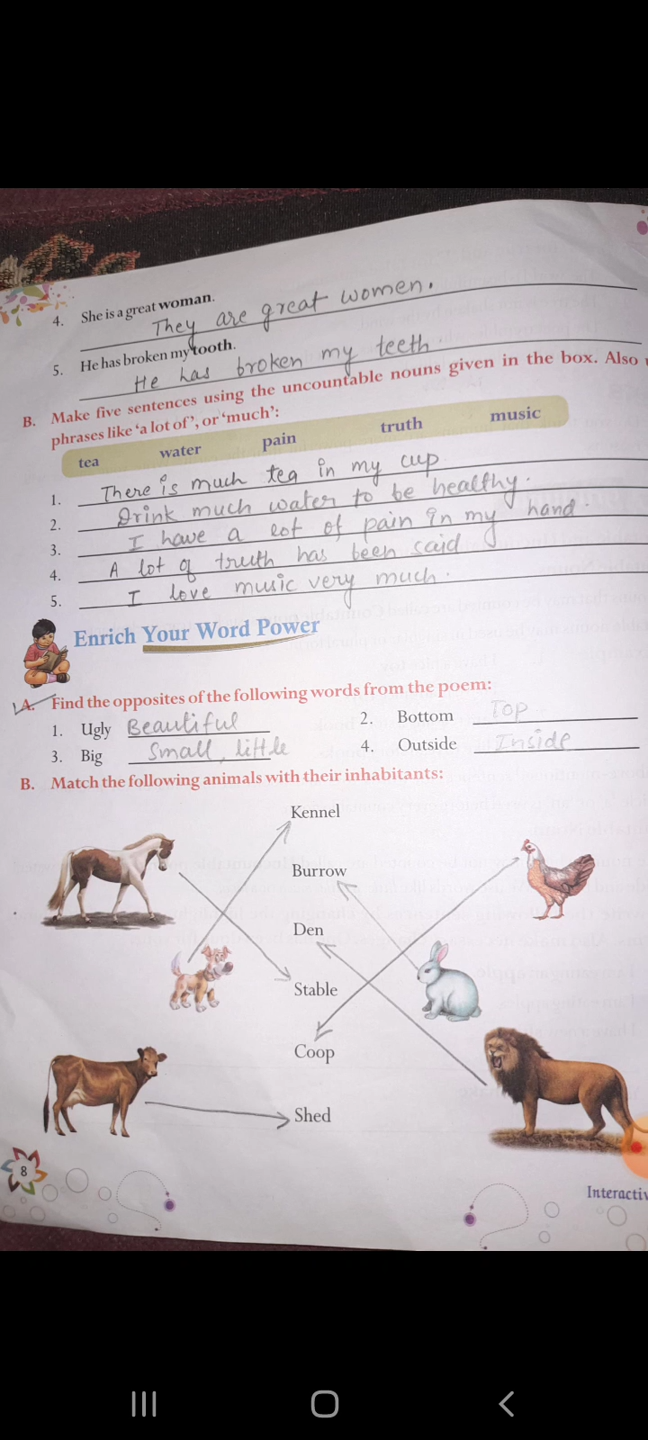 4. She is a great woman.
They are great women.
5. He has broken my tooth.
He has broken my teeth.
B. Make five sentences using the uncountable nouns given in the box. Also
phrases like 'a lot of', or 'much':
tea water pain truth music
1. There is much tea in my cup
2. Drink much water to be healthy.
3. I have a lot of pain in my hand.
4. A lot of truth has been said
5. I love music very much.
Enrich Your Word Power
A. Find the opposites of the following words from the poem:
1. Ugly Beautiful 2. Bottom Top
3. Big Small, little 4. Outside Inside
B. Match the following animals with their inhabitants:
Kennel
Burrow
Den
Stable
Coop
Shed
8